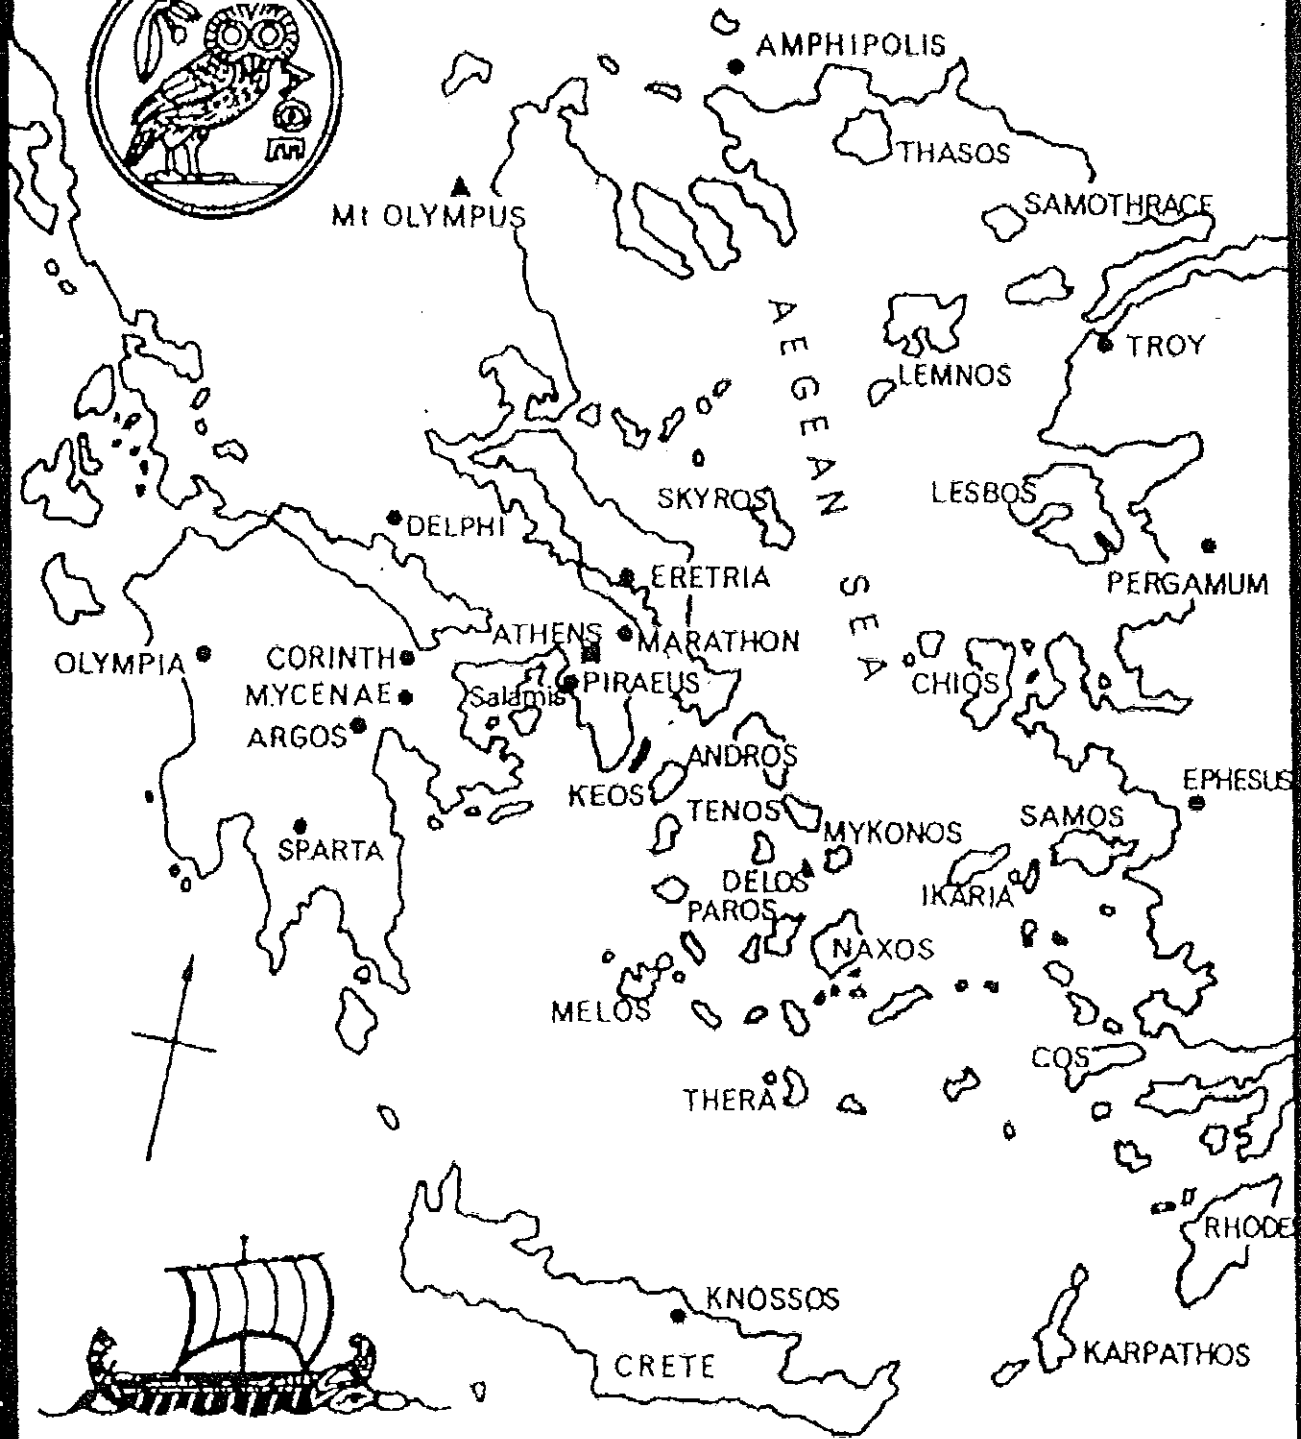 ΑΘΕ
AMPHIPOLIS
THASOS
Mt OLYMPUS
SAMOTHRACE
AEGEAN SEA
TROY
LEMNOS
SKYROS
LESBOS
DELPHI
ERETRIA
PERGAMUM
ATHENS
MARATHON
OLYMPIA
CORINTH
CHIOS
MYCENAE
Salamis
PIRAEUS
ARGOS
ANDROS
EPHESUS
KEOS
TENOS
SAMOS
MYKONOS
SPARTA
DELOS
IKARIA
PAROS
NAXOS
MELOS
COS
THERA
RHODES
KNOSSOS
KARPATHOS
CRETE